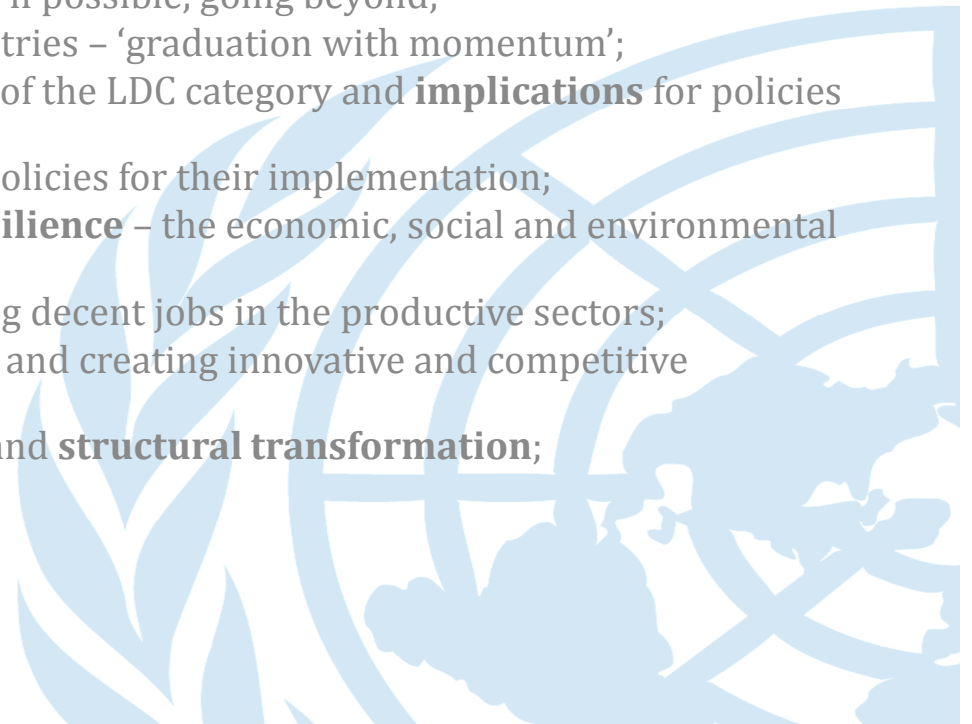 if possible, going beyond;
tries – ‘graduation with momentum’;
of the LDC category and implications for policies
olicies for their implementation;
ilience – the economic, social and environmental
g decent jobs in the productive sectors;
and creating innovative and competitive
nd structural transformation;